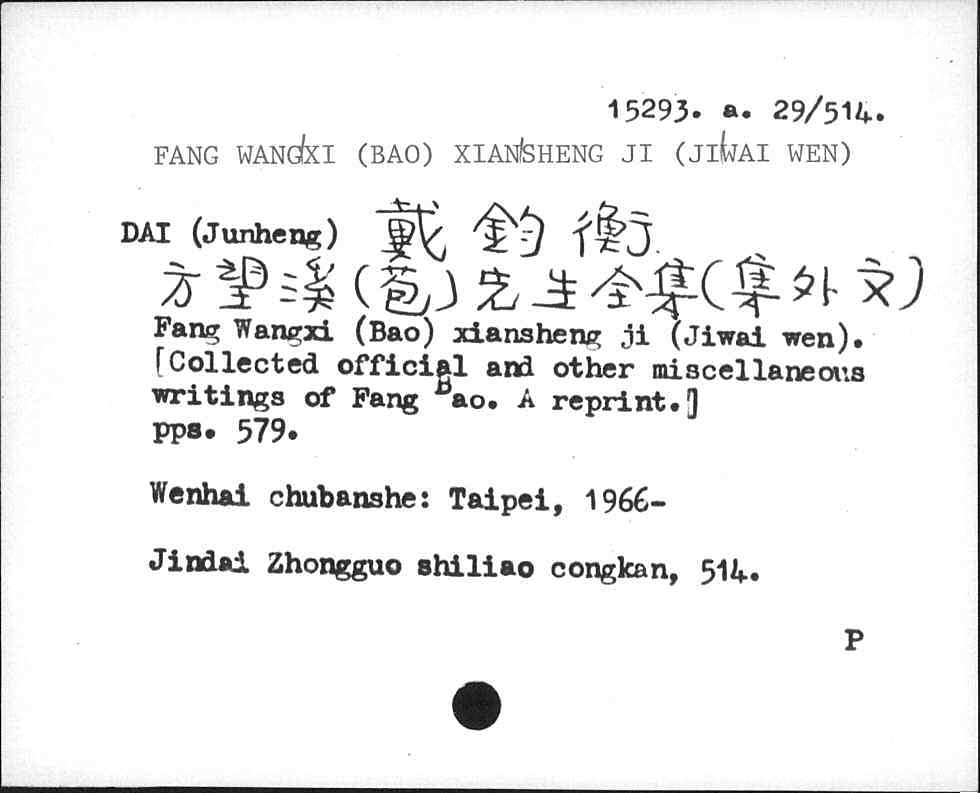 15293. a. 29/514.
FANG WANGXI (BAO) XIANSHENG JI (JIWAI WEN)
DAI (Junheng) 戴鈞衡
方望溪(苞)先生全集(集外文)
Fang Wangxi (Bao) xiansheng ji (Jiwai wen).
[Collected official and other miscellaneous
writings of Fang Bao. A reprint.]
pps. 579.
Wenhai chubanshe: Taipei, 1966-
Jindai Zhongguo shiliao congkan, 514.
P